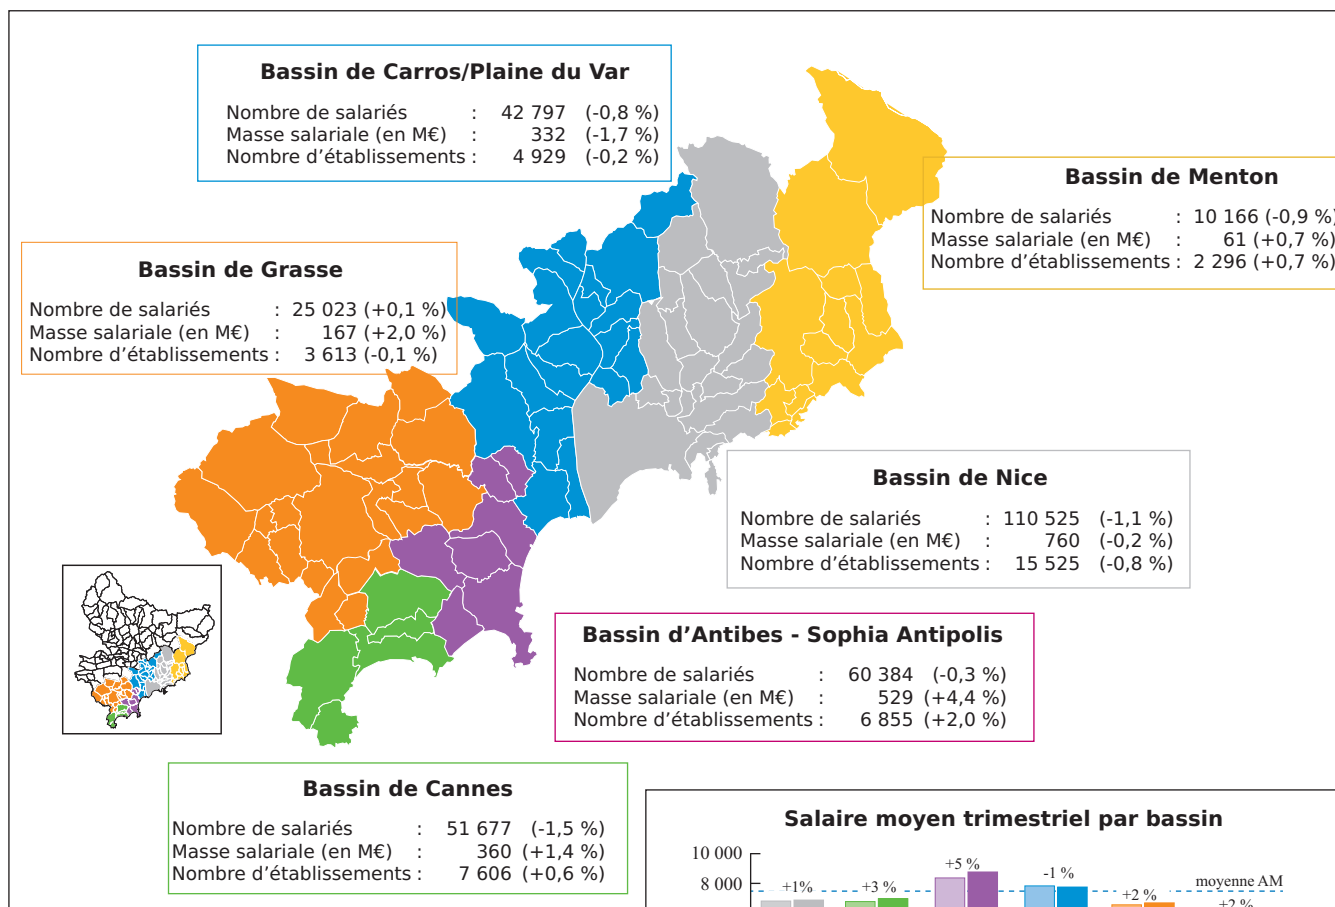 Bassin de Carros/Plaine du Var
Nombre de salariés : 42 797 (-0,8 %)
Masse salariale (en M€) : 332 (-1,7 %)
Nombre d’établissements : 4 929 (-0,2 %)
Bassin de Menton
Nombre de salariés : 10 166 (-0,9 %)
Masse salariale (en M€) : 61 (+0,7 %)
Nombre d’établissements : 2 296 (+0,7 %)
Bassin de Grasse
Nombre de salariés : 25 023 (+0,1 %)
Masse salariale (en M€) : 167 (+2,0 %)
Nombre d’établissements : 3 613 (-0,1 %)
Bassin de Nice
Nombre de salariés : 110 525 (-1,1 %)
Masse salariale (en M€) : 760 (-0,2 %)
Nombre d’établissements : 15 525 (-0,8 %)
Bassin d’Antibes - Sophia Antipolis
Nombre de salariés : 60 384 (-0,3 %)
Masse salariale (en M€) : 529 (+4,4 %)
Nombre d’établissements : 6 855 (+2,0 %)
Bassin de Cannes
Nombre de salariés : 51 677 (-1,5 %)
Masse salariale (en M€) : 360 (+1,4 %)
Nombre d’établissements : 7 606 (+0,6 %)
Salaire moyen trimestriel par bassin
10 000
8 000
+1%
+3 %
+5 %
-1 %
+2 %
moyenne AM
+2 %